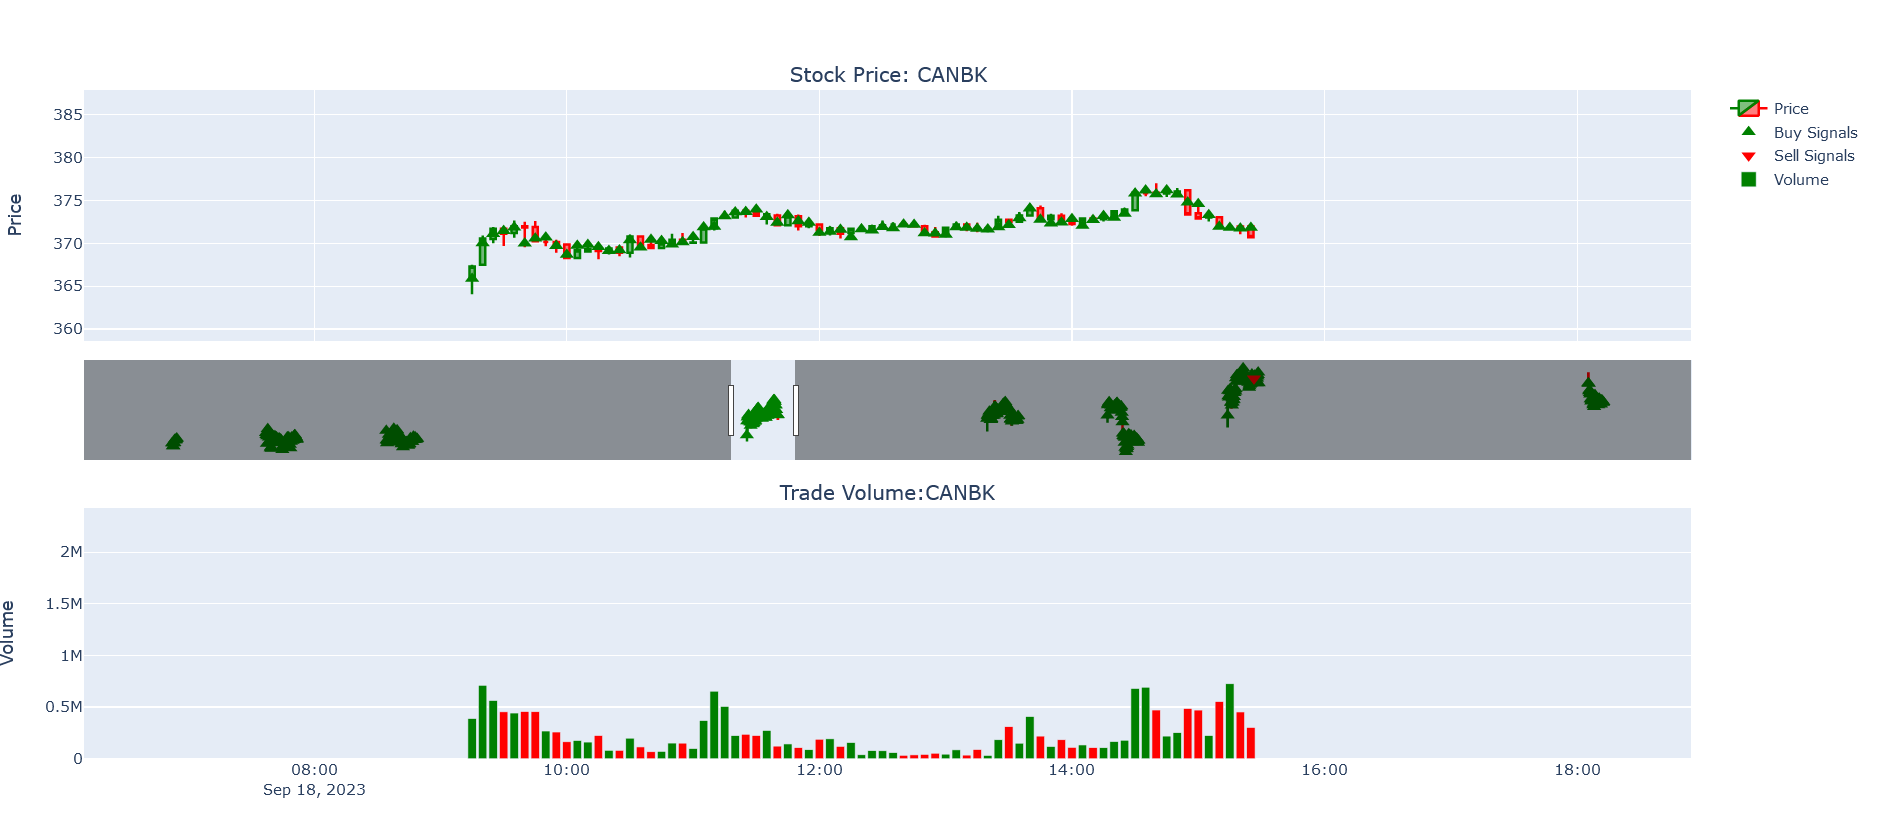 Stock Price: CANBK
385
380
375
370
365
360
Price
Price
Buy Signals
Sell Signals
Volume
Trade Volume:CANBK
2M
1.5M
1M
0.5M
0
Volume
08:00
10:00
12:00
14:00
16:00
18:00
Sep 18, 2023